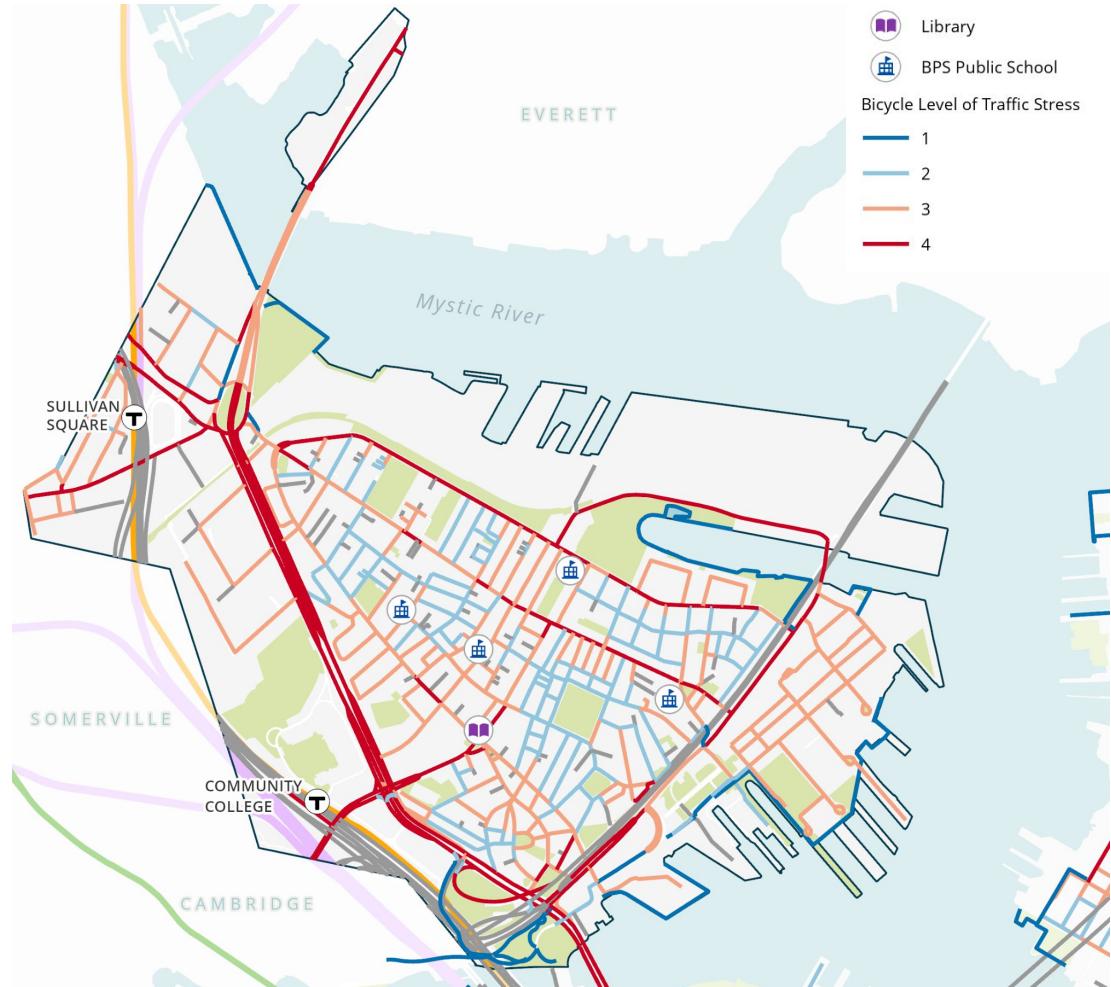 Library
BPS Public School
Bicycle Level of Traffic Stress
1
2
3
4
EVERETT
Mystic River
SULLIVAN
SQUARE
T
SOMERVILLE
COMMUNITY
COLLEGE
T
CAMBRIDGE